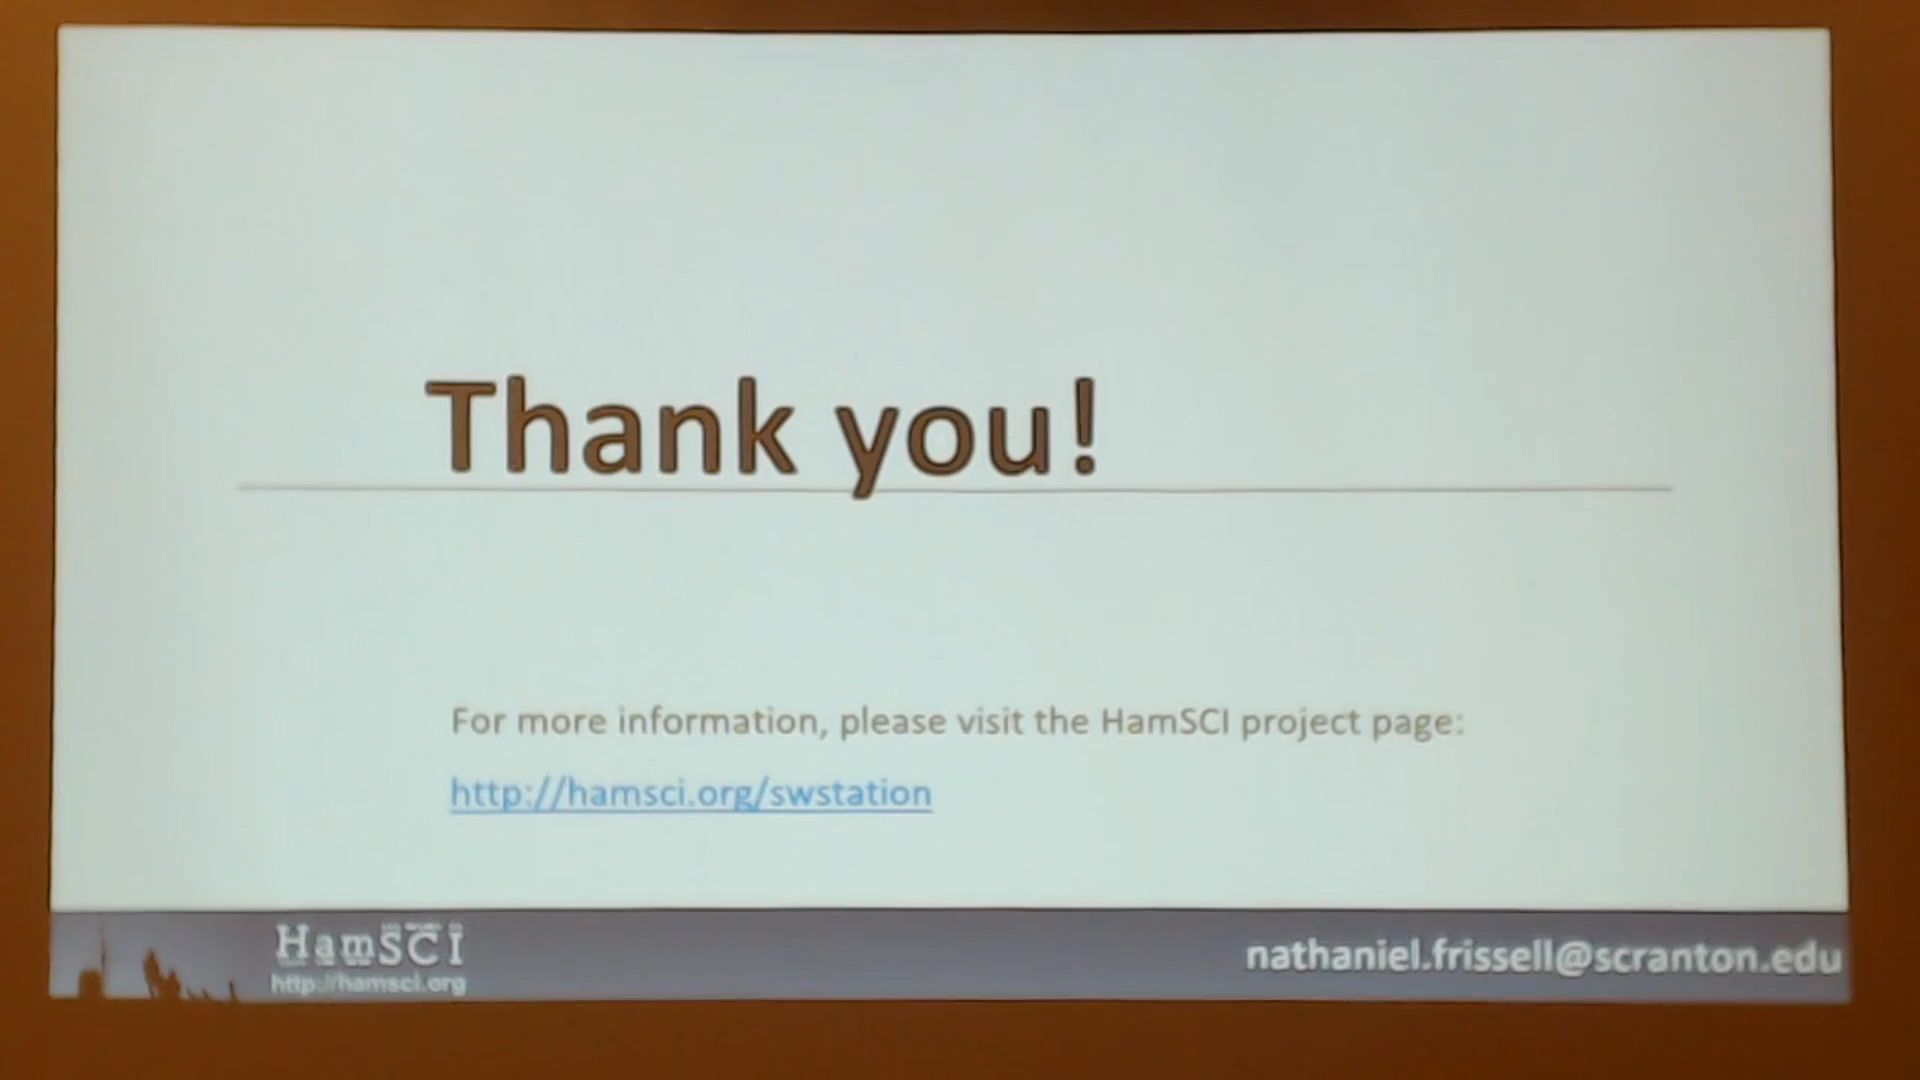 Thank you!
For more information, please visit the HamSCI project page:
http://hamsci.org/swstation
HamSCI
http://hamsci.org
nathaniel.frissell@scranton.edu